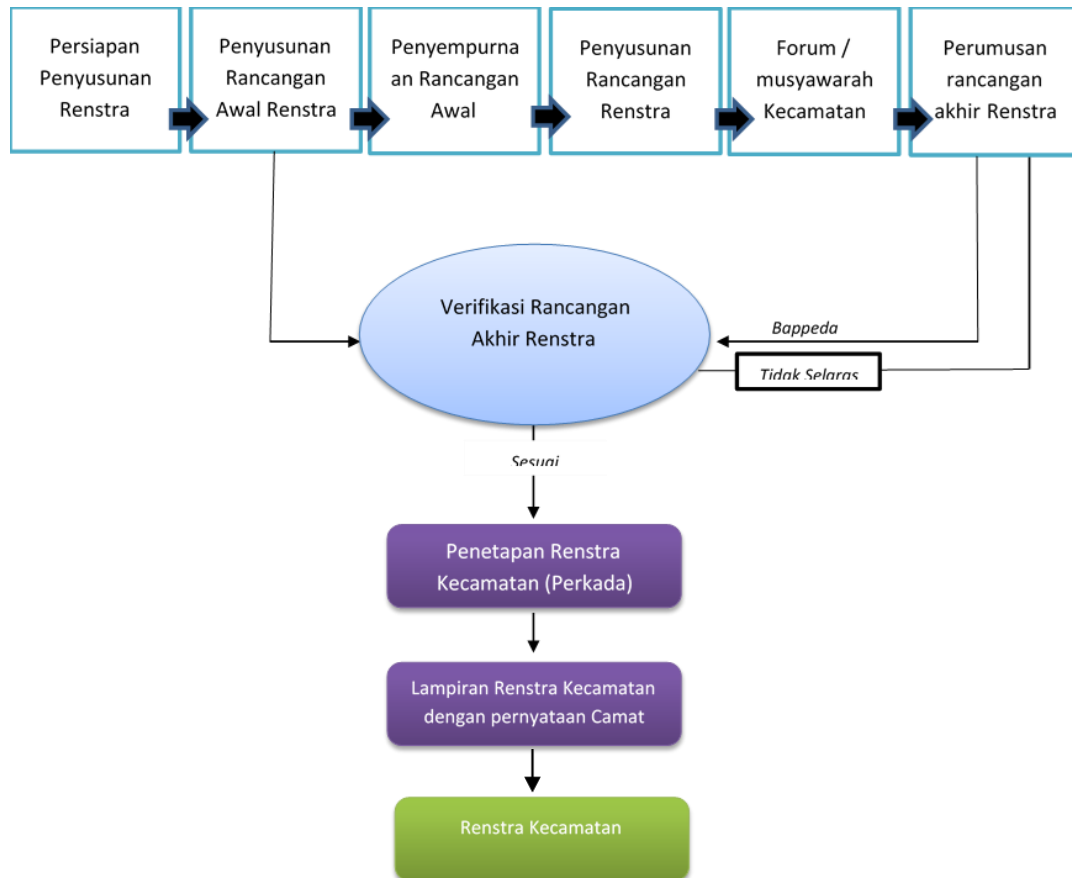 Persiapan
Penyusunan
Renstra
Penyusunan
Rancangan
Awal Renstra
Penyempurna
an Rancangan
Awal
Penyusunan
Rancangan
Renstra
Forum /
musyawarah
Kecamatan
Perumusan
rancangan
akhir Renstra
Verifikasi Rancangan
Akhir Renstra
Bappeda
Tidak Selaras
Sesuai
Penetapan Renstra
Kecamatan (Perkada)
Lampiran Renstra Kecamatan
dengan pernyataan Camat
Renstra Kecamatan